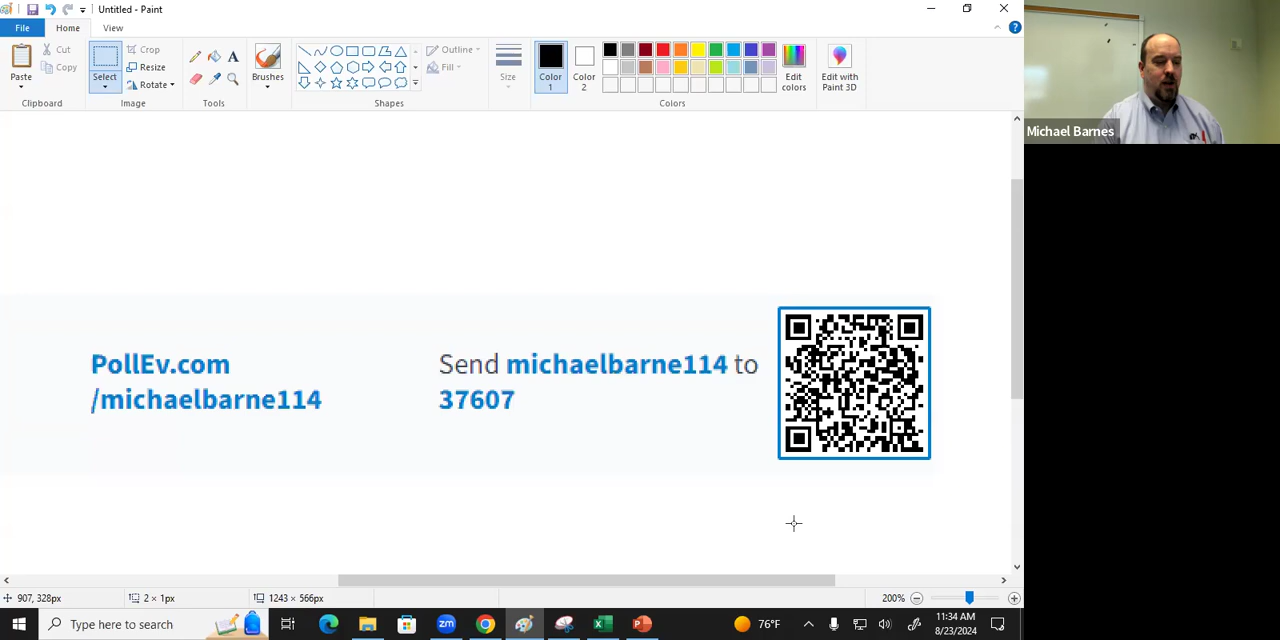 Untitled - Paint
File
Home
View
Paste
Cut
Copy
Clipboard
Select
Crop
Resize
Rotate
Image
Tools
Brushes
Outline
Fill
Shapes
Size
Color 1
Color 2
Edit colors
Colors
Edit with Paint 3D
Michael Barnes
PollEv.com
/michaelbarne114
Send michaelbarne114 to
37607
907, 328px
2 × 1px
1243 × 566px
200%
Type here to search
zm
76°F
11:34 AM
8/23/2024